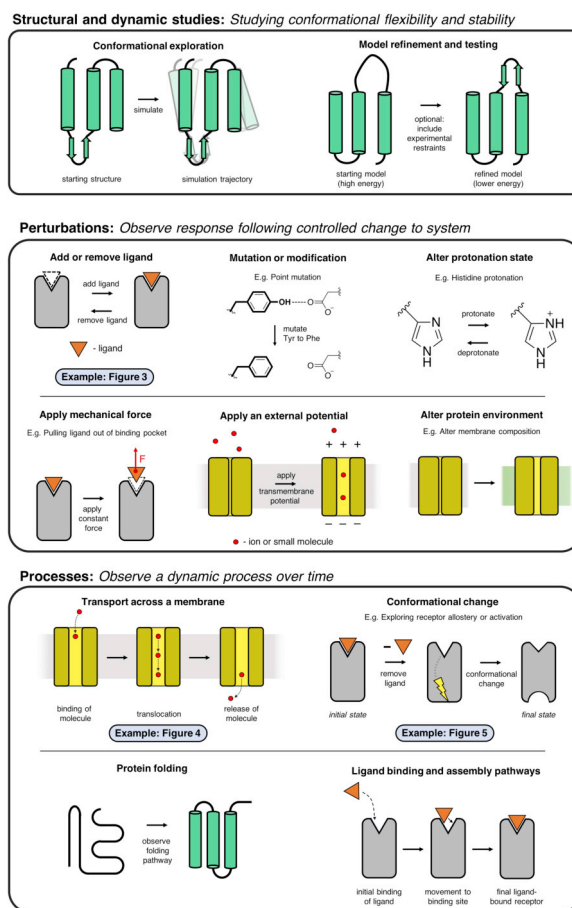 Structural and dynamic studies: Studying conformational flexibility and stability
Conformational exploration
simulate
starting structure
simulation trajectory
Model refinement and testing
optional:
include
experimental
restraints
starting model
(high energy)
refined model
(lower energy)
Perturbations: Observe response following controlled change to system
Add or remove ligand
add ligand
remove ligand
- ligand
Example: Figure 3
Mutation or modification
E.g. Point mutation
OH
O
O⁻
mutate
Tyr to Phe
O
O⁻
Alter protonation state
E.g. Histidine protonation
N
NH
protonate
deprotonate
+
NH
NH
Apply mechanical force
E.g. Pulling ligand out of binding pocket
F
apply
constant
force
Apply an external potential
+ + +
apply
transmembrane
potential
– – –
- ion or small molecule
Alter protein environment
E.g. Alter membrane composition
Processes: Observe a dynamic process over time
Transport across a membrane
binding of
molecule
translocation
release of
molecule
Example: Figure 4
Conformational change
E.g. Exploring receptor allostery or activation
–
remove
ligand
conformational
change
initial state
final state
Example: Figure 5
Protein folding
observe
folding
pathway
Ligand binding and assembly pathways
initial binding
of ligand
movement to
binding site
final ligand-
bound receptor